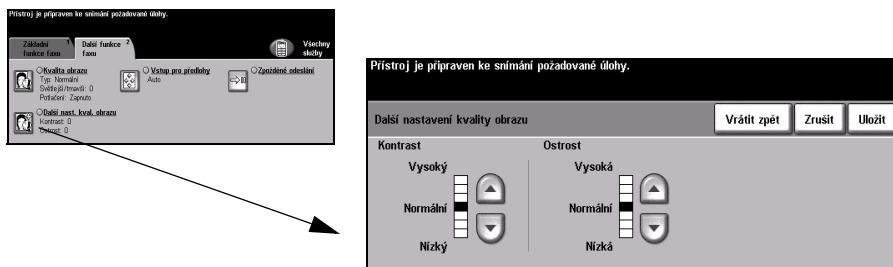 Přístroj je připraven ke snímání požadované úlohy.
Základní funkce faxu 1
Další funkce faxu 2
Všechny služby
Kvalita obrazu
Typ: Normální
Světlejší/tmavší: 0
Potlačení: Zapnuto
Vstup pro předlohy
Auto
Zpožděné odeslání
Další nast. kval. obrazu
Kontrast: 0
Ostrost: 0
Přístroj je připraven ke snímání požadované úlohy.
Další nastavení kvality obrazu
Vrátit zpět
Zrušit
Uložit
Kontrast
Vysoký
Normální
Nízký
Ostrost
Vysoká
Normální
Nízká